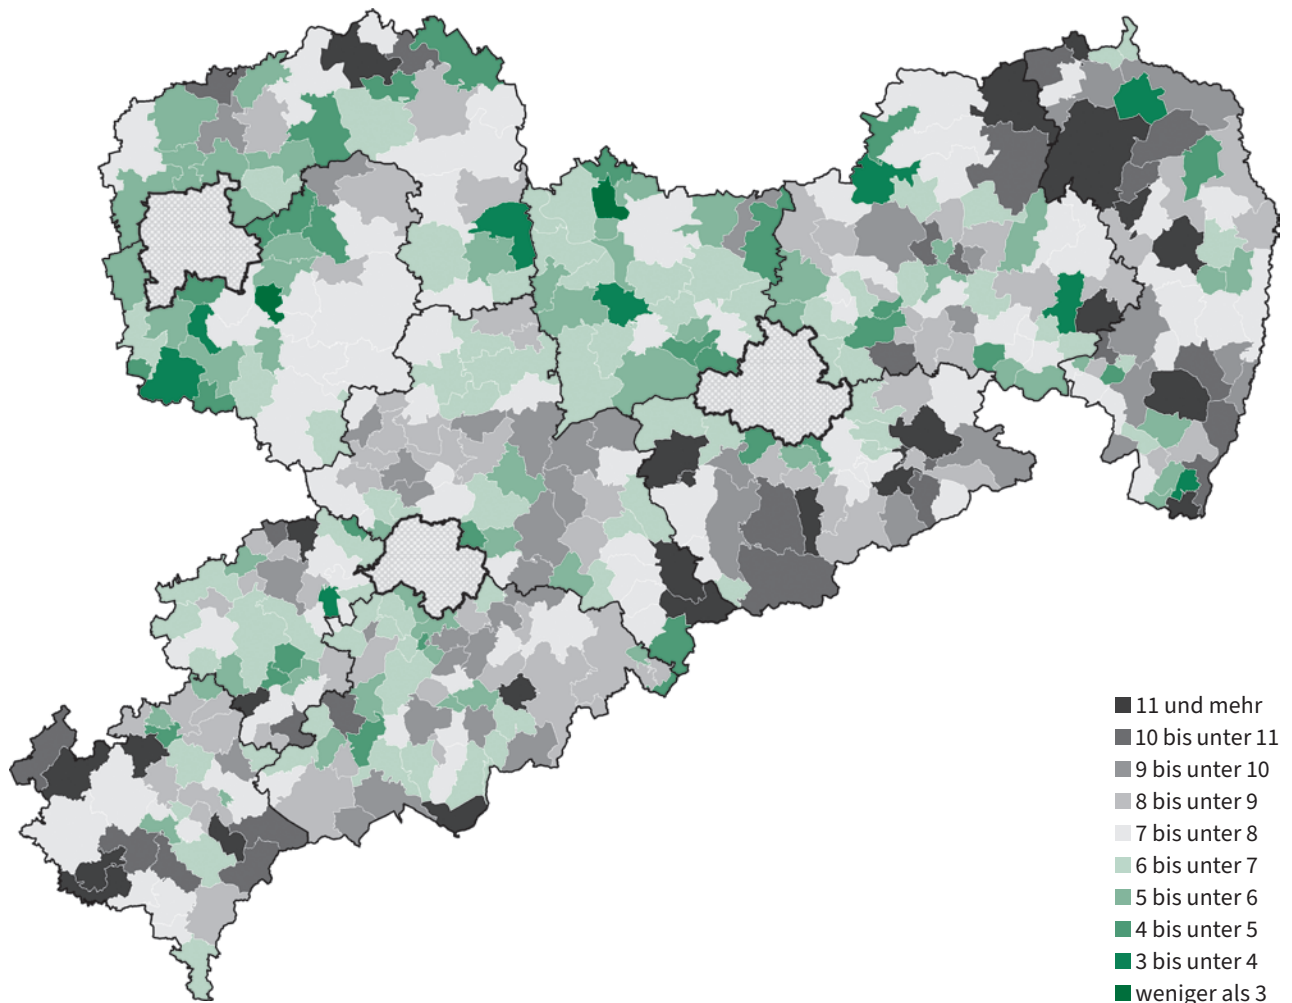 11 und mehr
10 bis unter 11
9 bis unter 10
8 bis unter 9
7 bis unter 8
6 bis unter 7
5 bis unter 6
4 bis unter 5
3 bis unter 4
weniger als 3